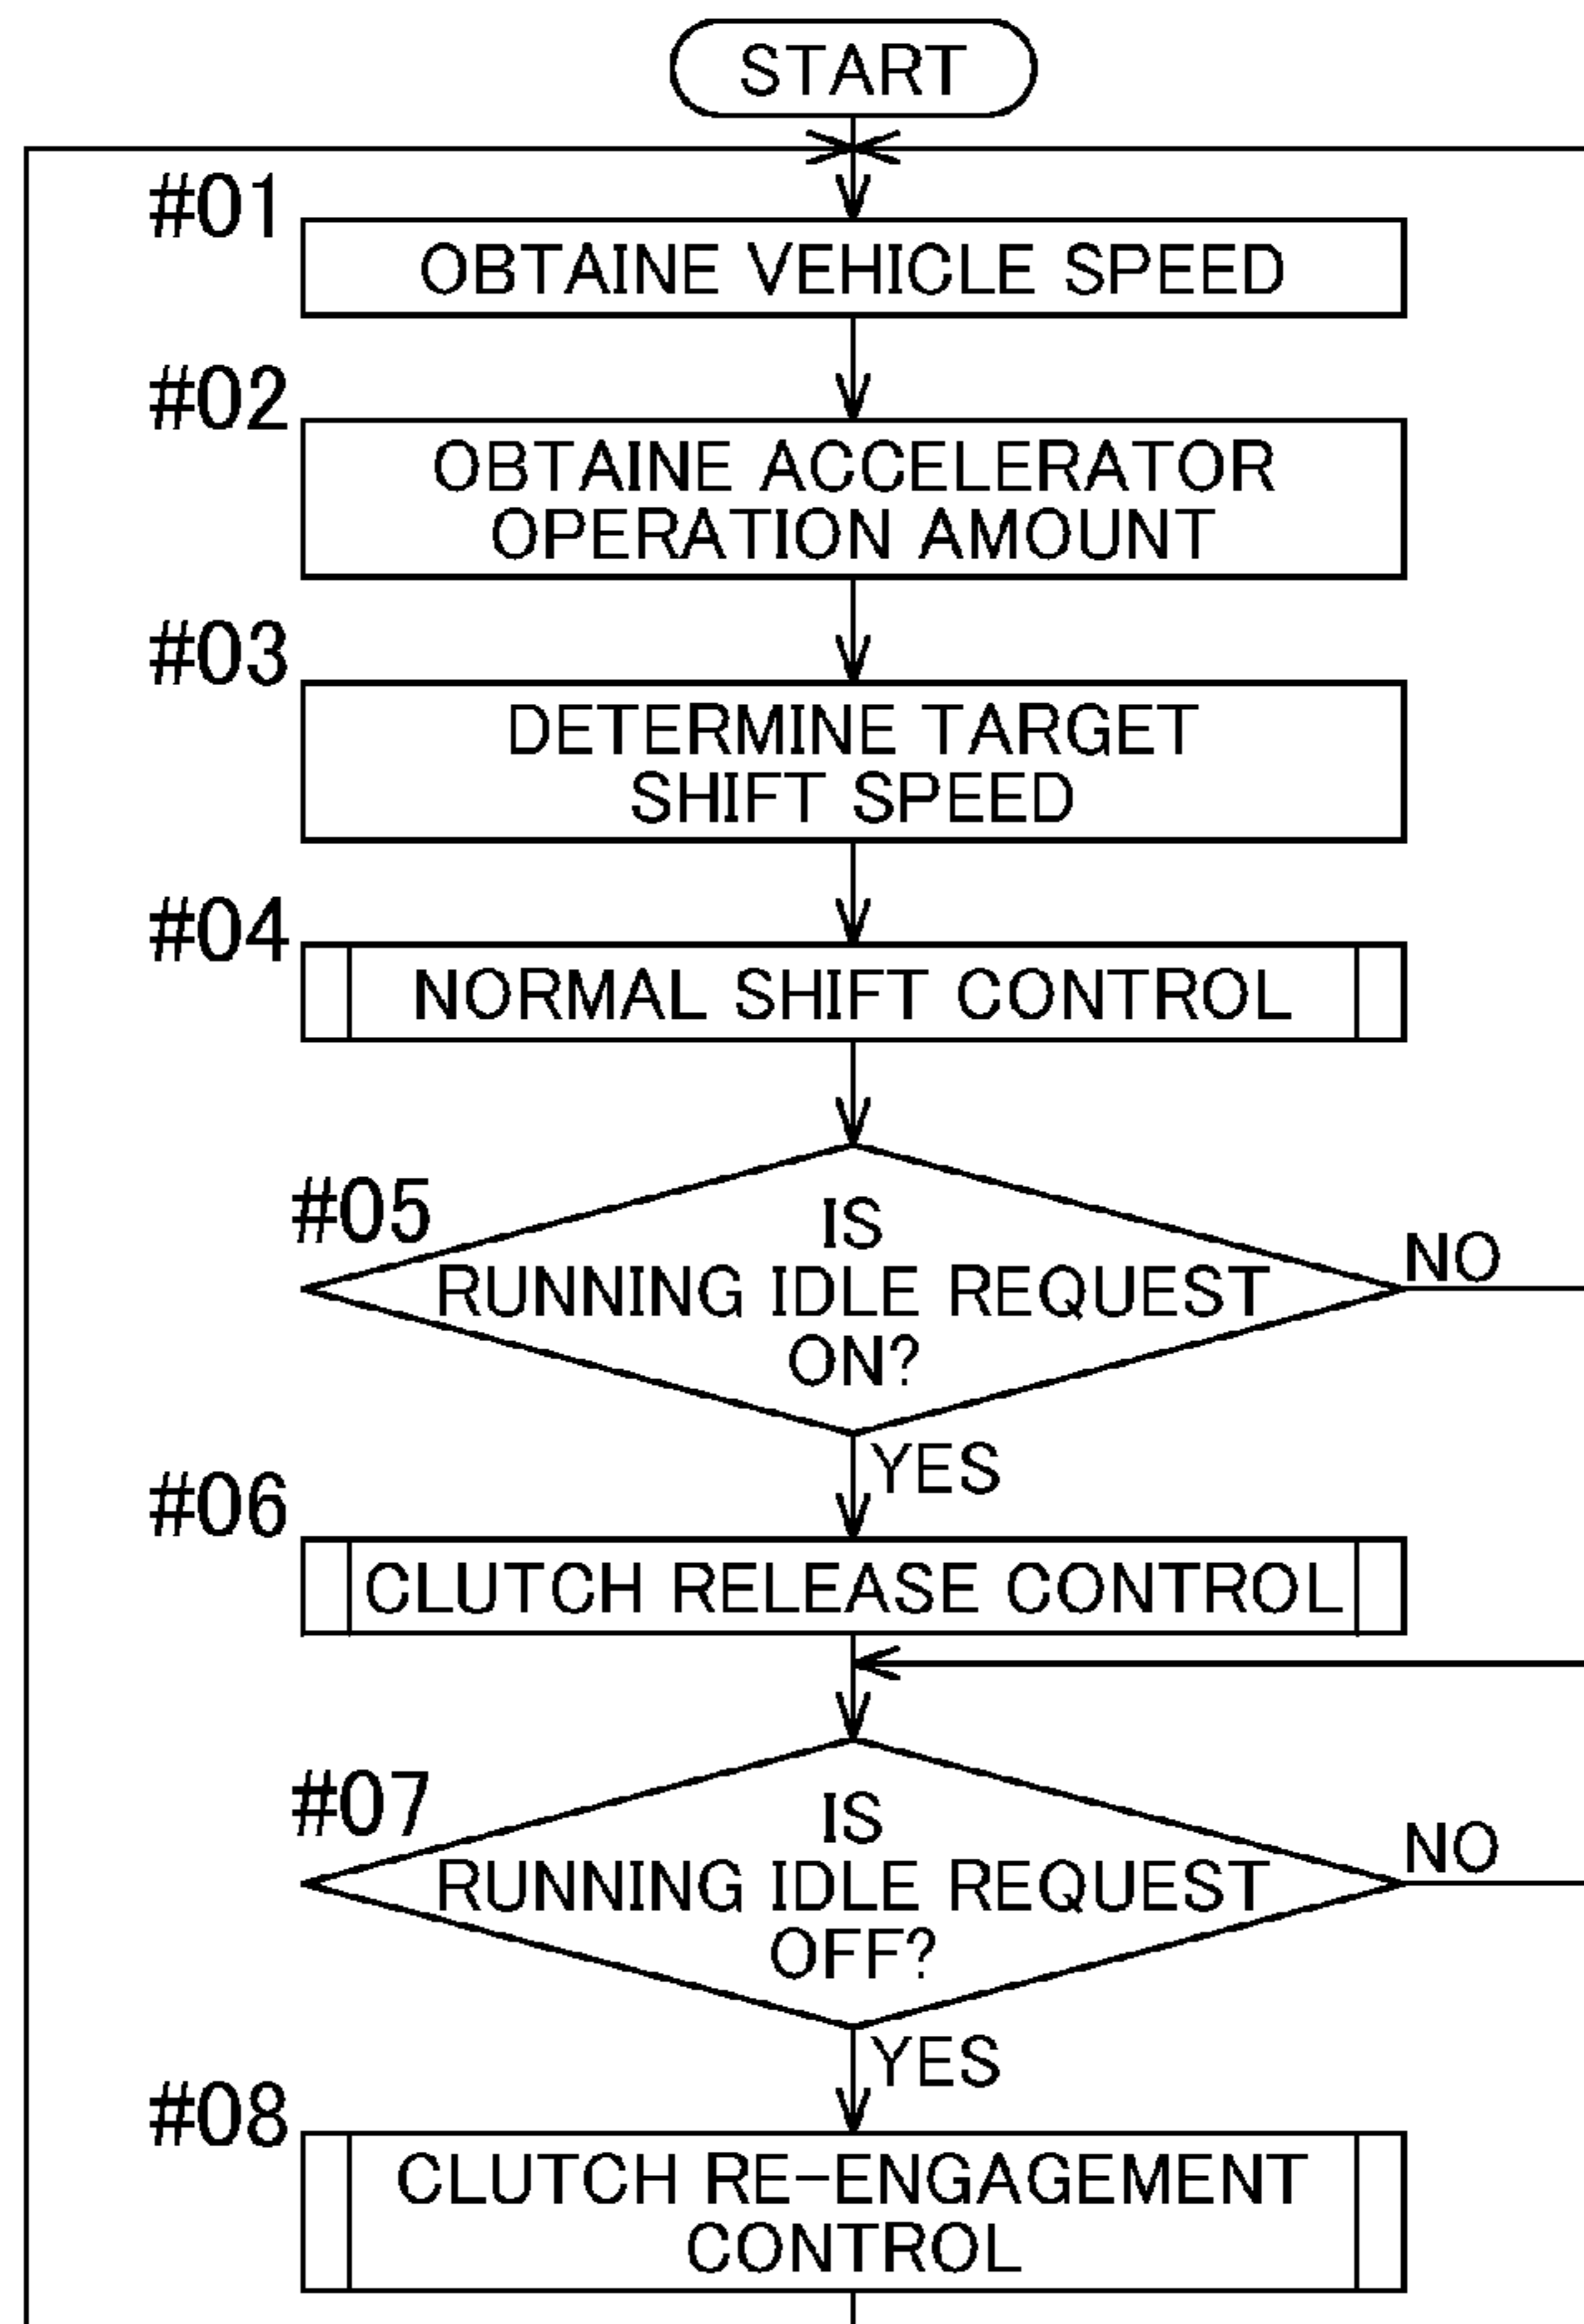 START
#01
OBTAINE VEHICLE SPEED
#02
OBTAINE ACCELERATOR
OPERATION AMOUNT
#03
DETERMINE TARGET
SHIFT SPEED
#04
NORMAL SHIFT CONTROL
#05
IS
RUNNING IDLE REQUEST
ON?
NO
YES
#06
CLUTCH RELEASE CONTROL
#07
IS
RUNNING IDLE REQUEST
OFF?
NO
YES
#08
CLUTCH RE-ENGAGEMENT
CONTROL